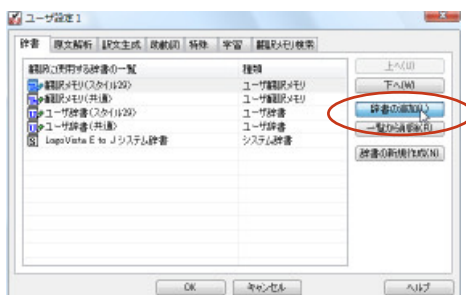 ユーザ設定1
辞書 原文解析 訳文生成 改動詞 特殊 学習 翻訳メモリ検索
翻訳に使用する辞書の一覧 種類
翻訳メモリ(スタイル29) ユーザ翻訳メモリ
翻訳メモリ(共通) ユーザ翻訳メモリ
ユーザ辞書(スタイル29) ユーザ辞書
ユーザ辞書(共通) ユーザ辞書
LogoVista E to J システム辞書 システム辞書
上へ(U)
下へ(W)
辞書の追加(L)
一覧から削除(R)
辞書の新規作成(N)
OK キャンセル ヘルプ